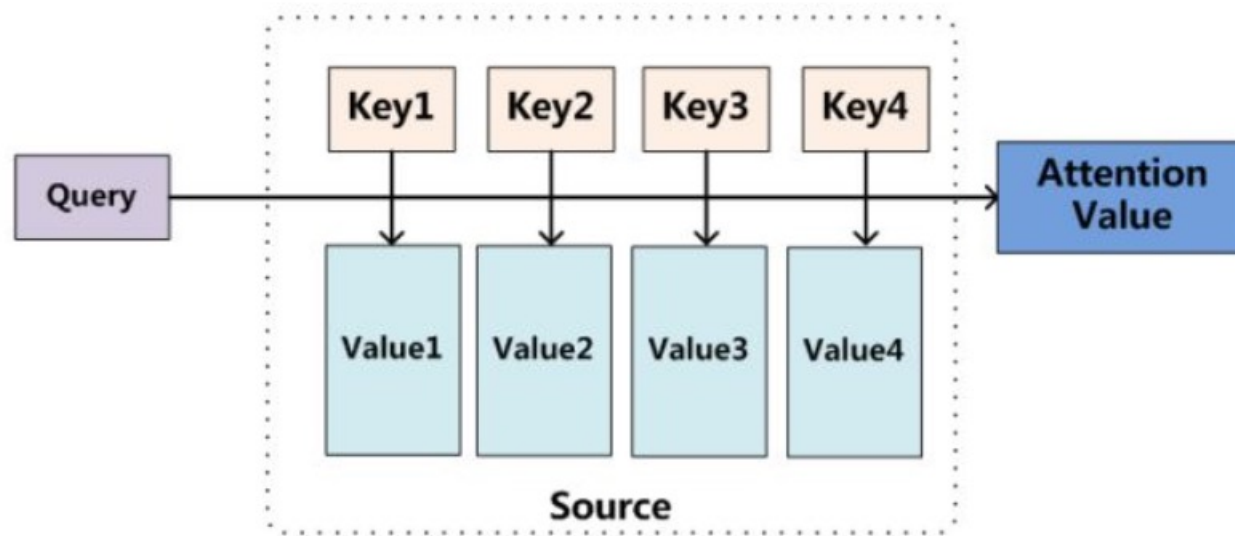 Key1 Key2 Key3 Key4
Query
Attention
Value
Value1 Value2 Value3 Value4
Source